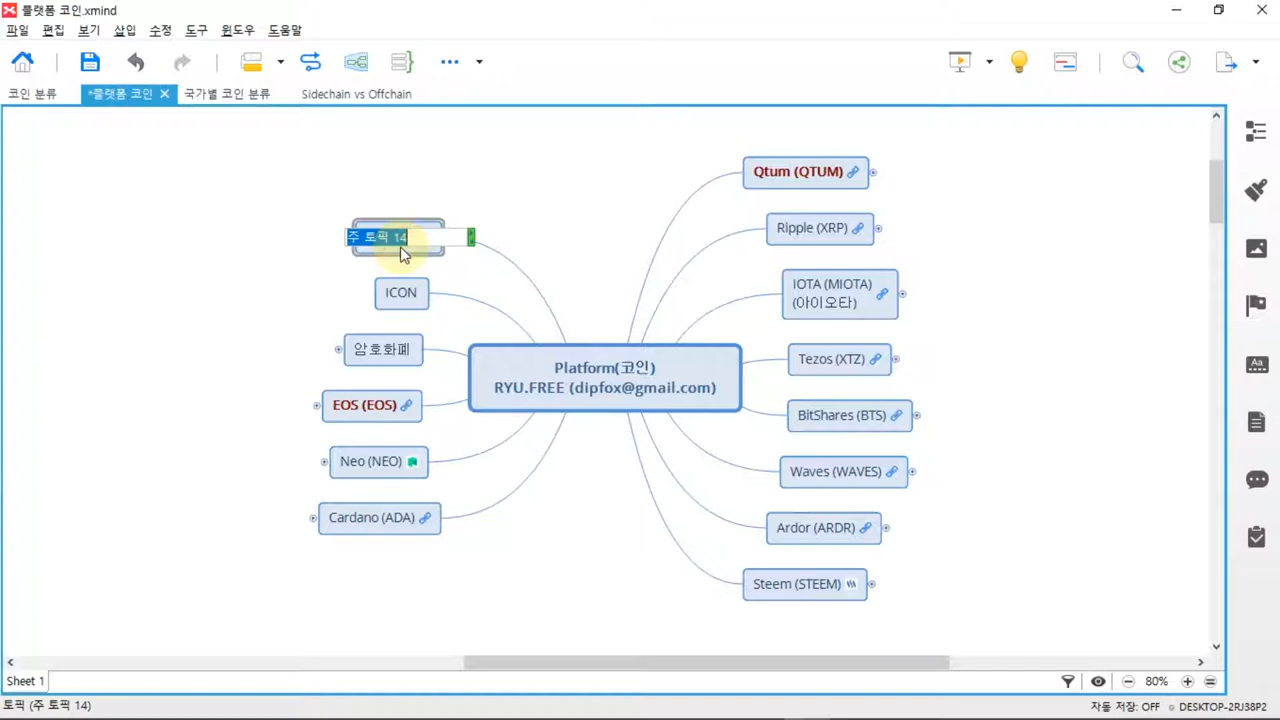 플랫폼 코인.xmind
파일 편집 보기 삽입 수정 도구 윈도우 도움말
코인 분류 *플랫폼 코인 국가별 코인 분류 Sidechain vs Offchain
Qtum (QTUM)
Ripple (XRP)
IOTA (MIOTA)
(아이오타)
Tezos (XTZ)
BitShares (BTS)
Waves (WAVES)
Ardor (ARDR)
Steem (STEEM)
주 토픽 14
ICON
암호화폐
EOS (EOS)
Neo (NEO)
Cardano (ADA)
Platform(코인)
RYU.FREE (dipfox@gmail.com)
Sheet 1
80%
토픽 (주 토픽 14)
자동 저장: OFF
DESKTOP-2RJ38P2